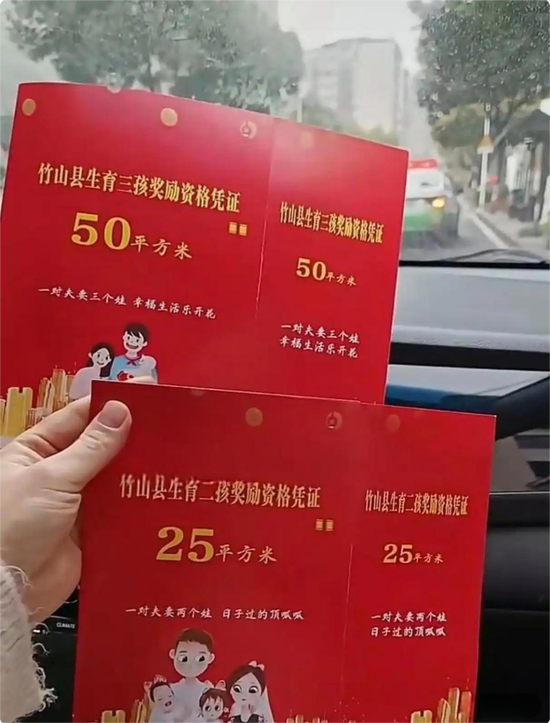 竹山县生育三孩奖励资格凭证
50平方米
一对夫妻三个娃 幸福生活乐开花
竹山县生育三孩奖励资格凭证
50平方米
一对夫妻三个娃
幸福生活乐开花
竹山县生育二孩奖励资格凭证
25平方米
一对夫妻两个娃 日子过的顶呱呱
竹山县生育二孩奖励资格凭证
25平方米
一对夫妻两个娃
日子过的顶呱呱
CLIMATE